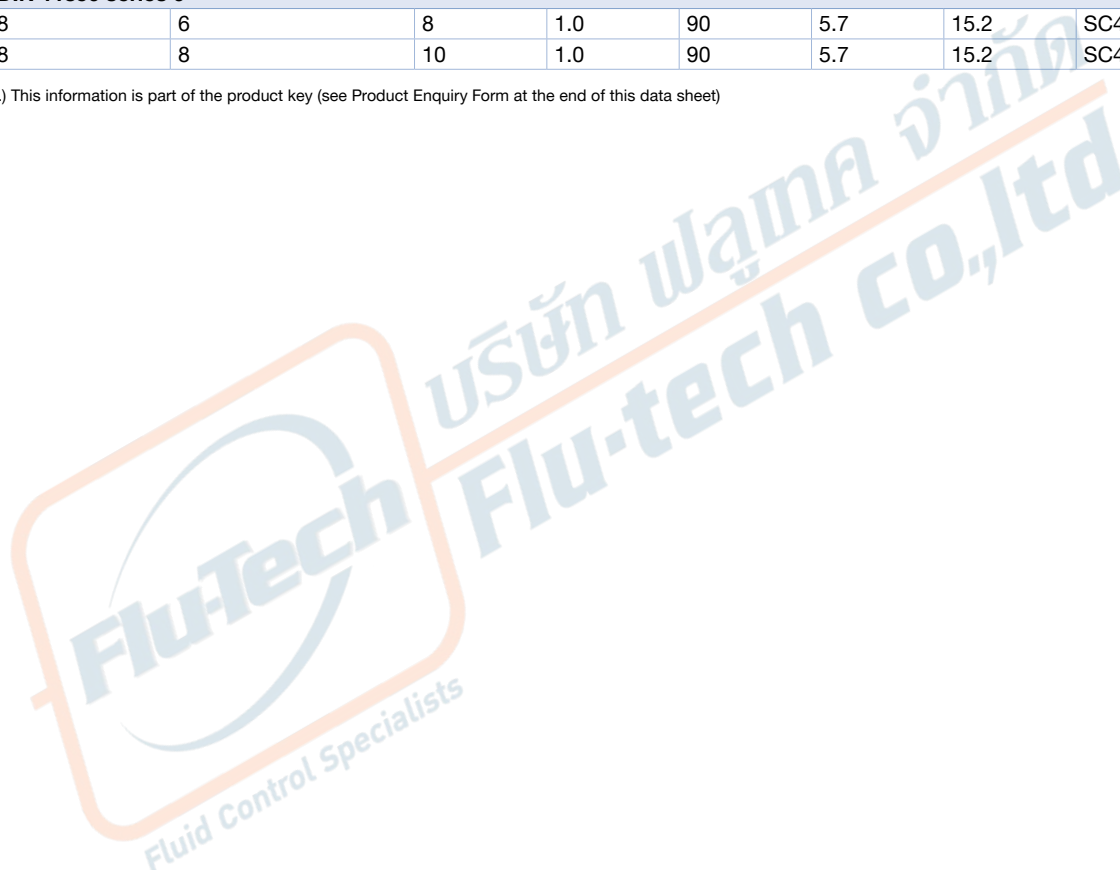 8 6 8 1.0 90 5.7 15.2 SC4
8 8 10 1.0 90 5.7 15.2 SC4
.) This information is part of the product key (see Product Enquiry Form at the end of this data sheet)
บริษัท ฟลูเทค จำกัด
Flu-tech co.,ltd
Flu-Tech
Fluid Control Specialists